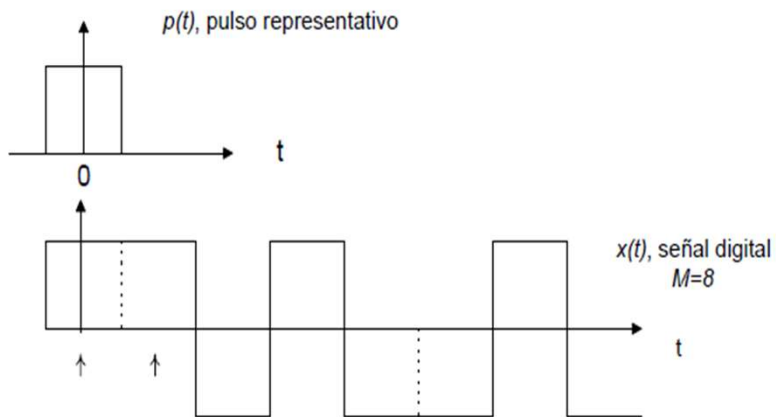 p(t), pulso representativo
t
0
x(t), señal digital
M=8
t